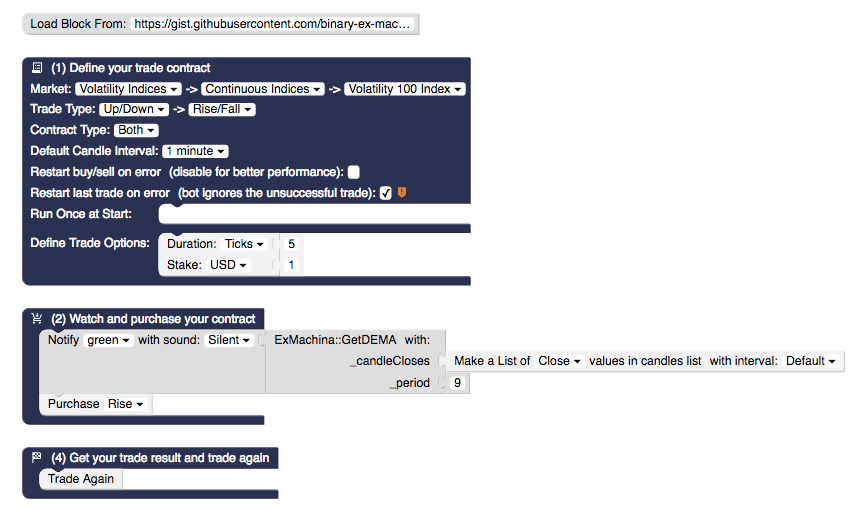 Load Block From: https://gist.githubusercontent.com/binary-ex-mac...
(1) Define your trade contract
Market: Volatility Indices -> Continuous Indices -> Volatility 100 Index
Trade Type: Up/Down -> Rise/Fall
Contract Type: Both
Default Candle Interval: 1 minute
Restart buy/sell on error (disable for better performance):
Restart last trade on error (bot ignores the unsuccessful trade):
Run Once at Start:
Define Trade Options: Duration: Ticks 5
Stake: USD 1
(2) Watch and purchase your contract
Notify green with sound: Silent ExMachina::GetDEMA with:
_candleCloses Make a List of Close values in candles list with interval: Default
_period 9
Purchase Rise
(4) Get your trade result and trade again
Trade Again